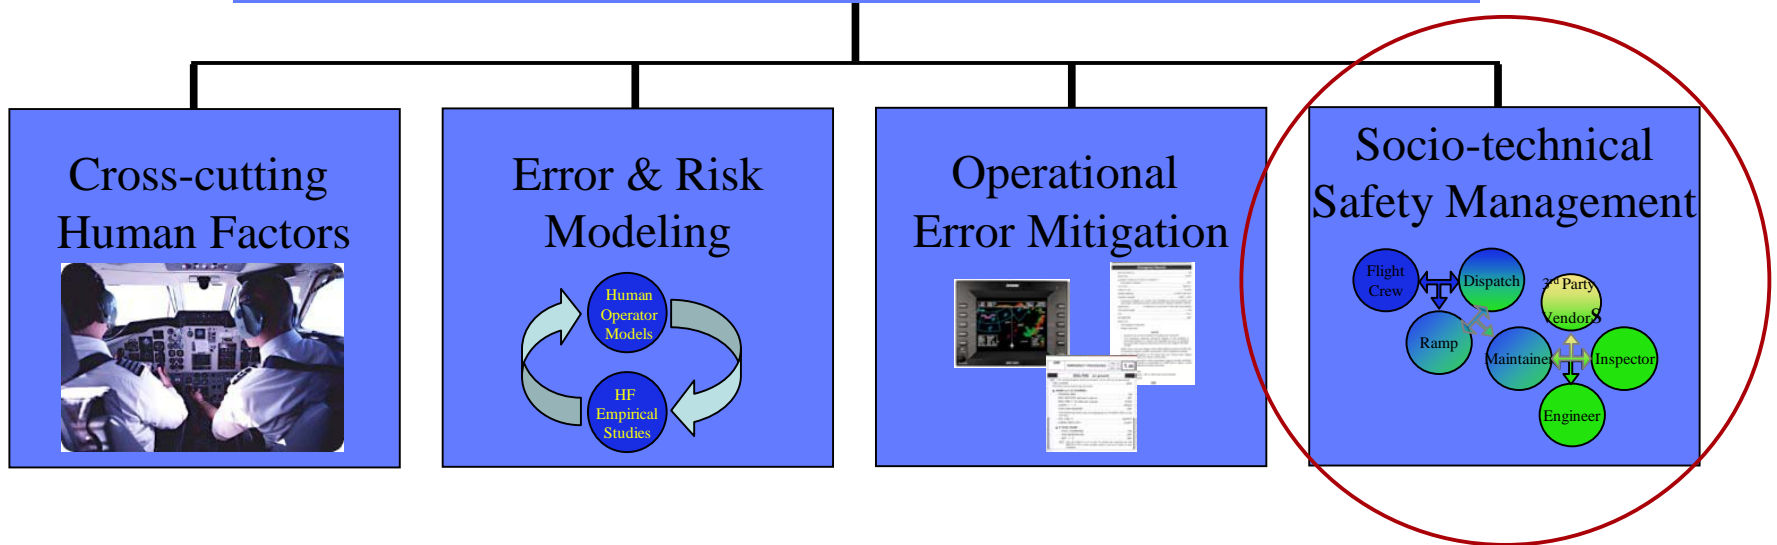 Cross-cutting
Human Factors
Error & Risk
Modeling
Human
Operator
Models
HF
Empirical
Studies
Operational
Error Mitigation
Socio-technical
Safety Management
Flight
Crew
Dispatch
3rd Party
Vendors
Ramp
Maintainer
Inspector
Engineer